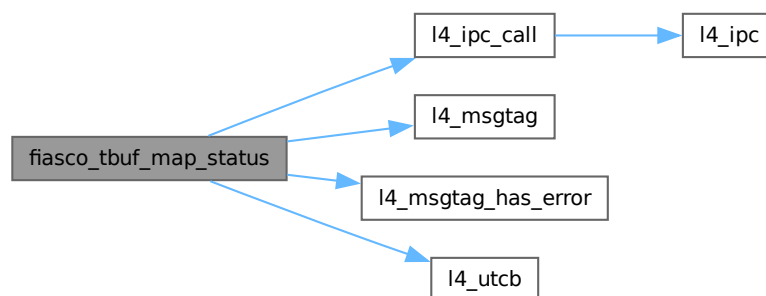 l4_ipc_call
l4_ipc
l4_msgtag
fiasco_tbuf_map_status
l4_msgtag_has_error
l4_utcb